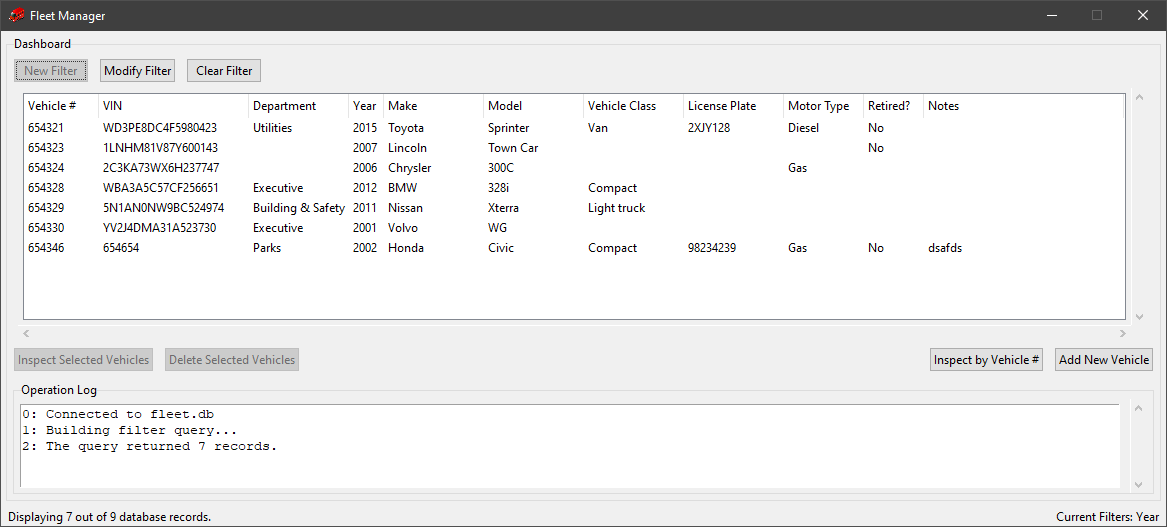 Fleet Manager
Dashboard
New Filter Modify Filter Clear Filter
Vehicle # VIN Department Year Make Model Vehicle Class License Plate Motor Type Retired? Notes
654321 WD3PE8DC4F5980423 Utilities 2015 Toyota Sprinter Van 2XJY128 Diesel No
654323 1LNHM81V87Y600143 2007 Lincoln Town Car No
654324 2C3KA73WX6H237747 2006 Chrysler 300C Gas
654328 WBA3A5C57CF256651 Executive 2012 BMW 328i Compact
654329 5N1AN0NW9BC524974 Building & Safety 2011 Nissan Xterra Light truck
654330 YV2J4DMA31A523730 Executive 2001 Volvo WG
654346 654654 Parks 2002 Honda Civic Compact 98234239 Gas No dsafds
Inspect Selected Vehicles Delete Selected Vehicles Inspect by Vehicle # Add New Vehicle
Operation Log
0: Connected to fleet.db
1: Building filter query...
2: The query returned 7 records.
Displaying 7 out of 9 database records. Current Filters: Year